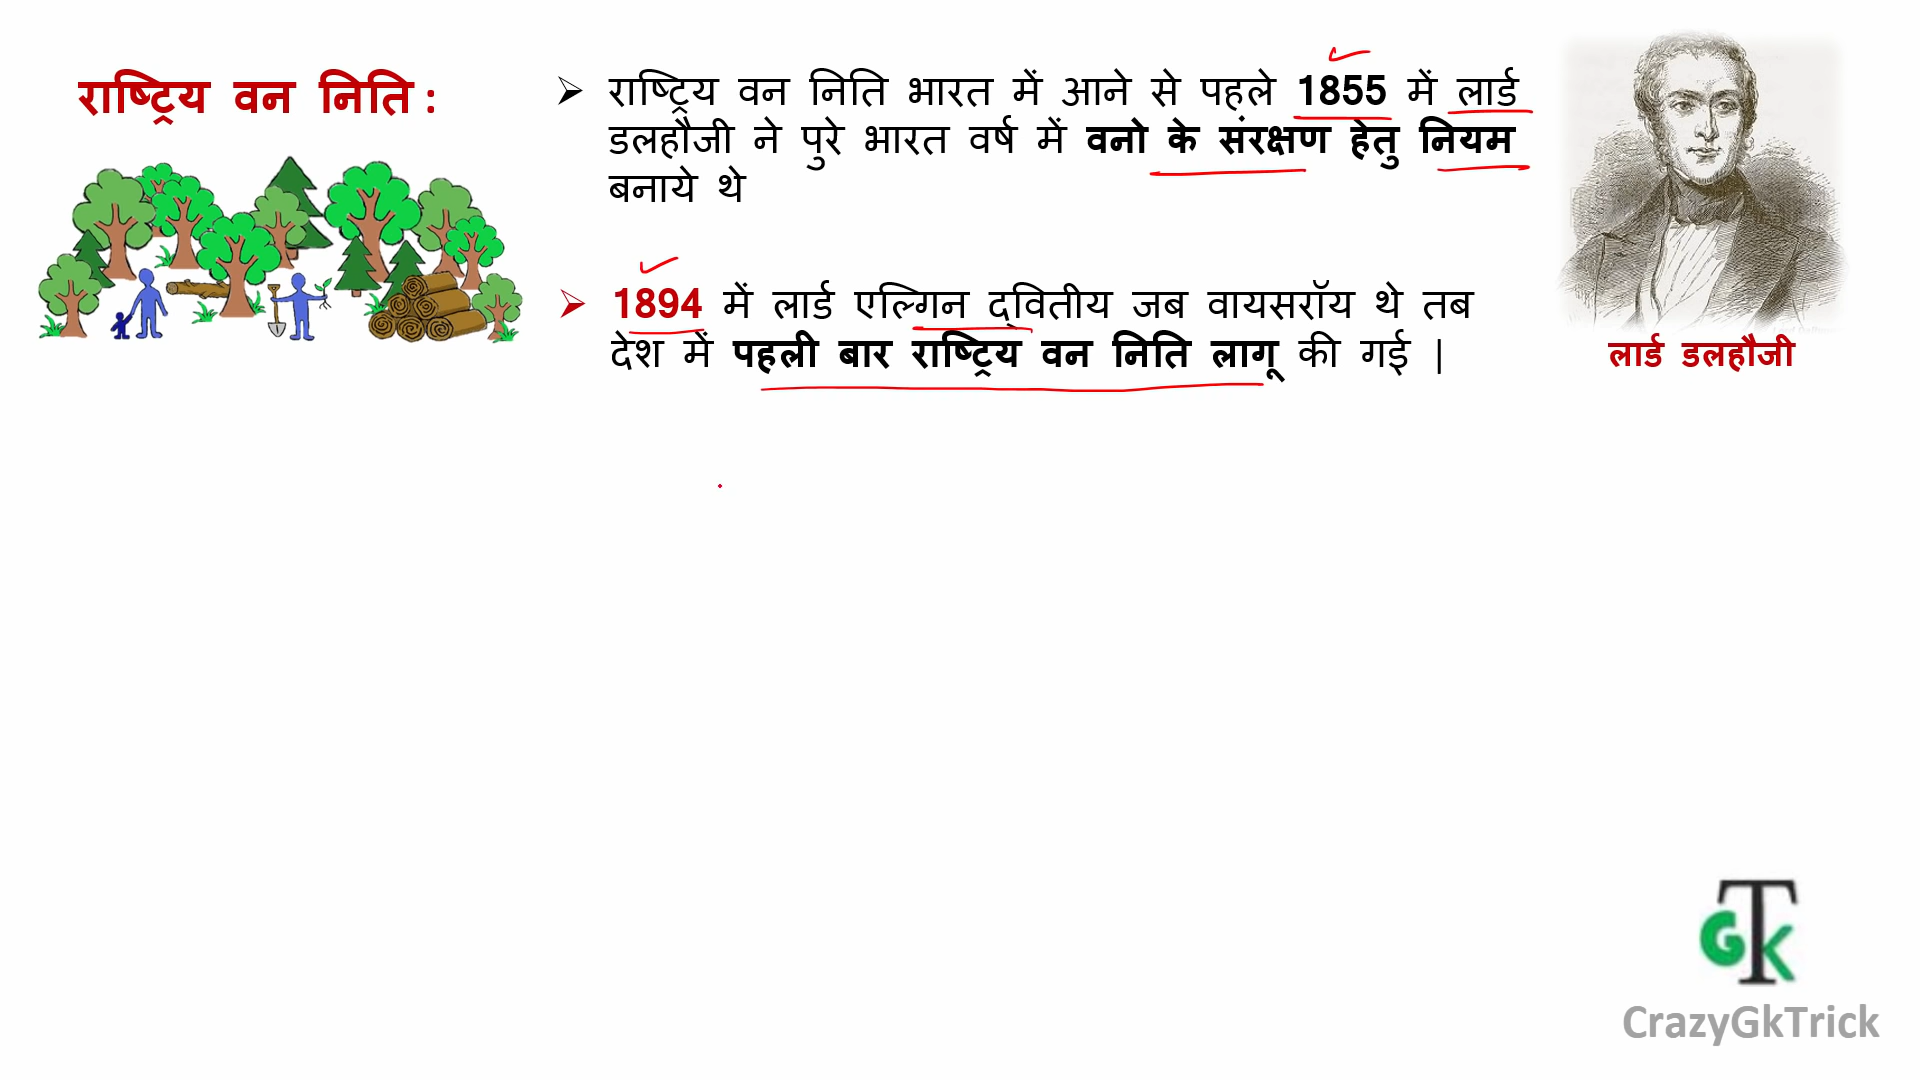 राष्ट्रिय वन निति :
➢ राष्ट्रिय वन निति भारत में आने से पहले 1855 में लार्ड
डलहौजी ने पुरे भारत वर्ष में वनो के संरक्षण हेतु नियम
बनाये थे
➢ 1894 में लार्ड एल्गिन द्वितीय जब वायसरॉय थे तब
देश में पहली बार राष्ट्रिय वन निति लागू की गई |
लार्ड डलहौजी
GTK
CrazyGkTrick